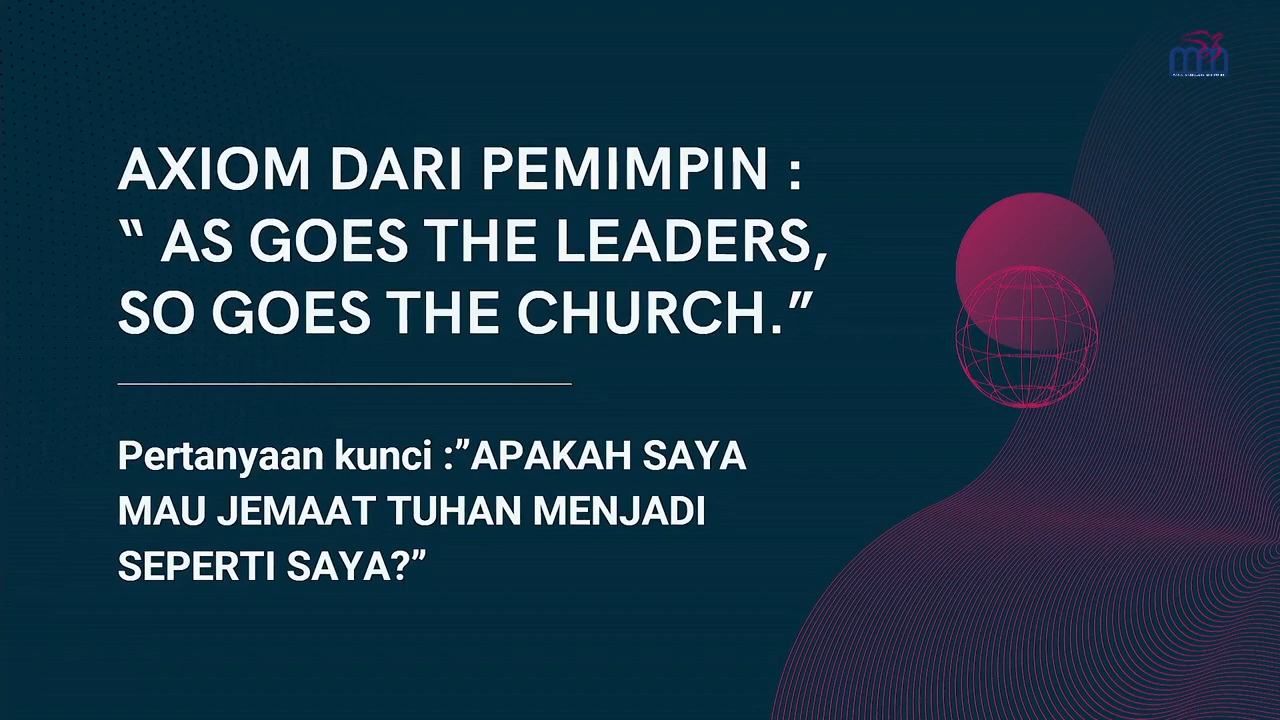 AXIOM DARI PEMIMPIN :
“ AS GOES THE LEADERS,
SO GOES THE CHURCH.”
Pertanyaan kunci :”APAKAH SAYA
MAU JEMAAT TUHAN MENJADI
SEPERTI SAYA?”